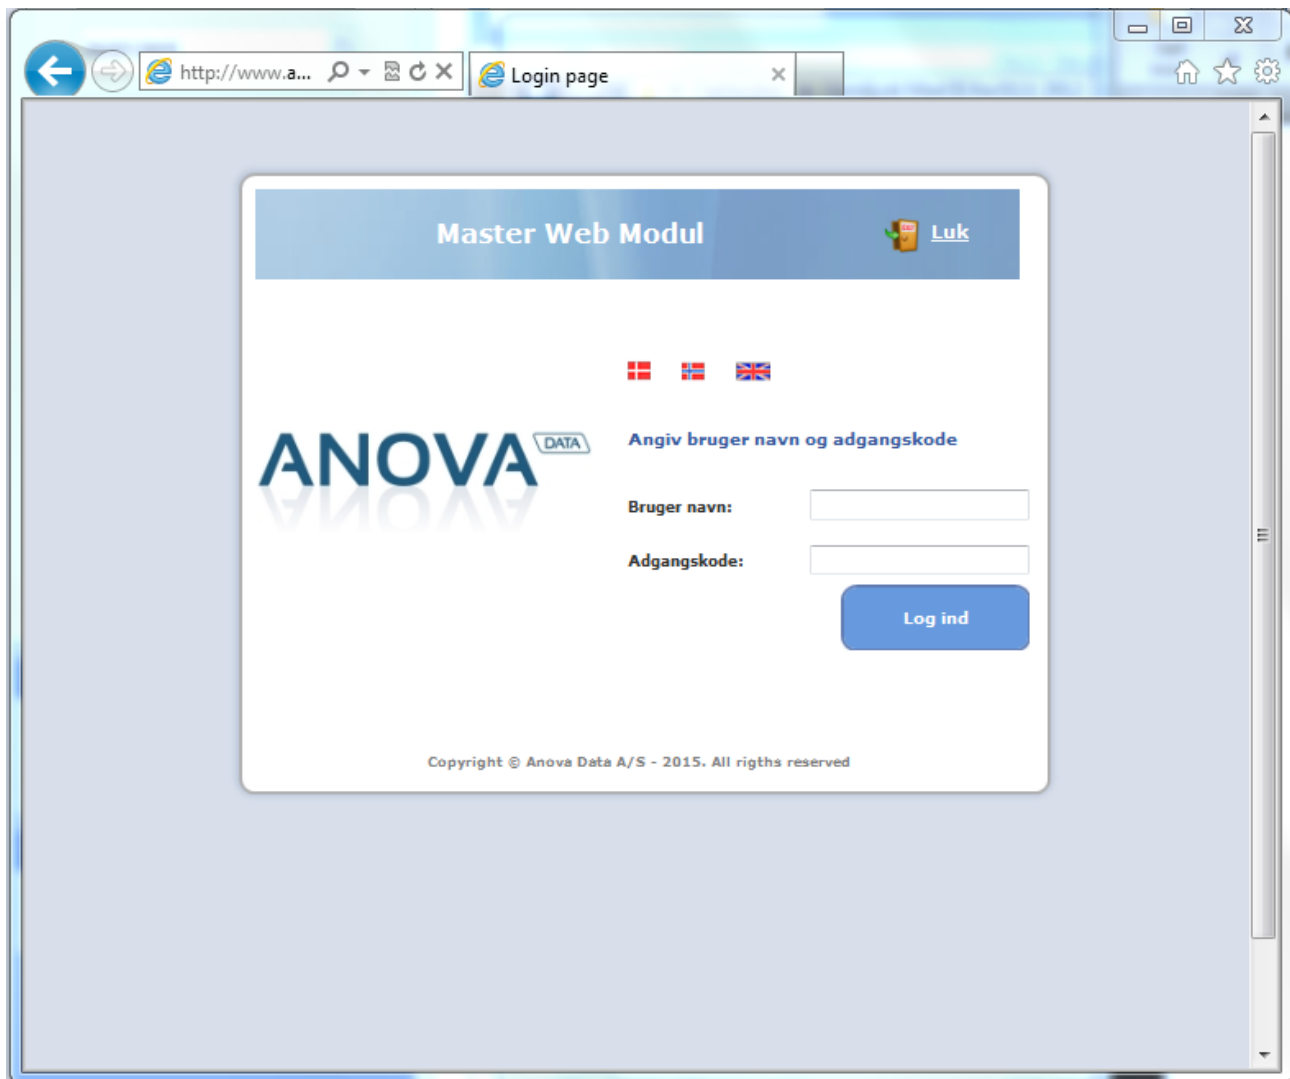 http://www.a...
Login page
Master Web Modul
Luk
ANOVA DATA
Angiv bruger navn og adgangskode
Bruger navn:
Adgangskode:
Log ind
Copyright © Anova Data A/S - 2015. All rigths reserved